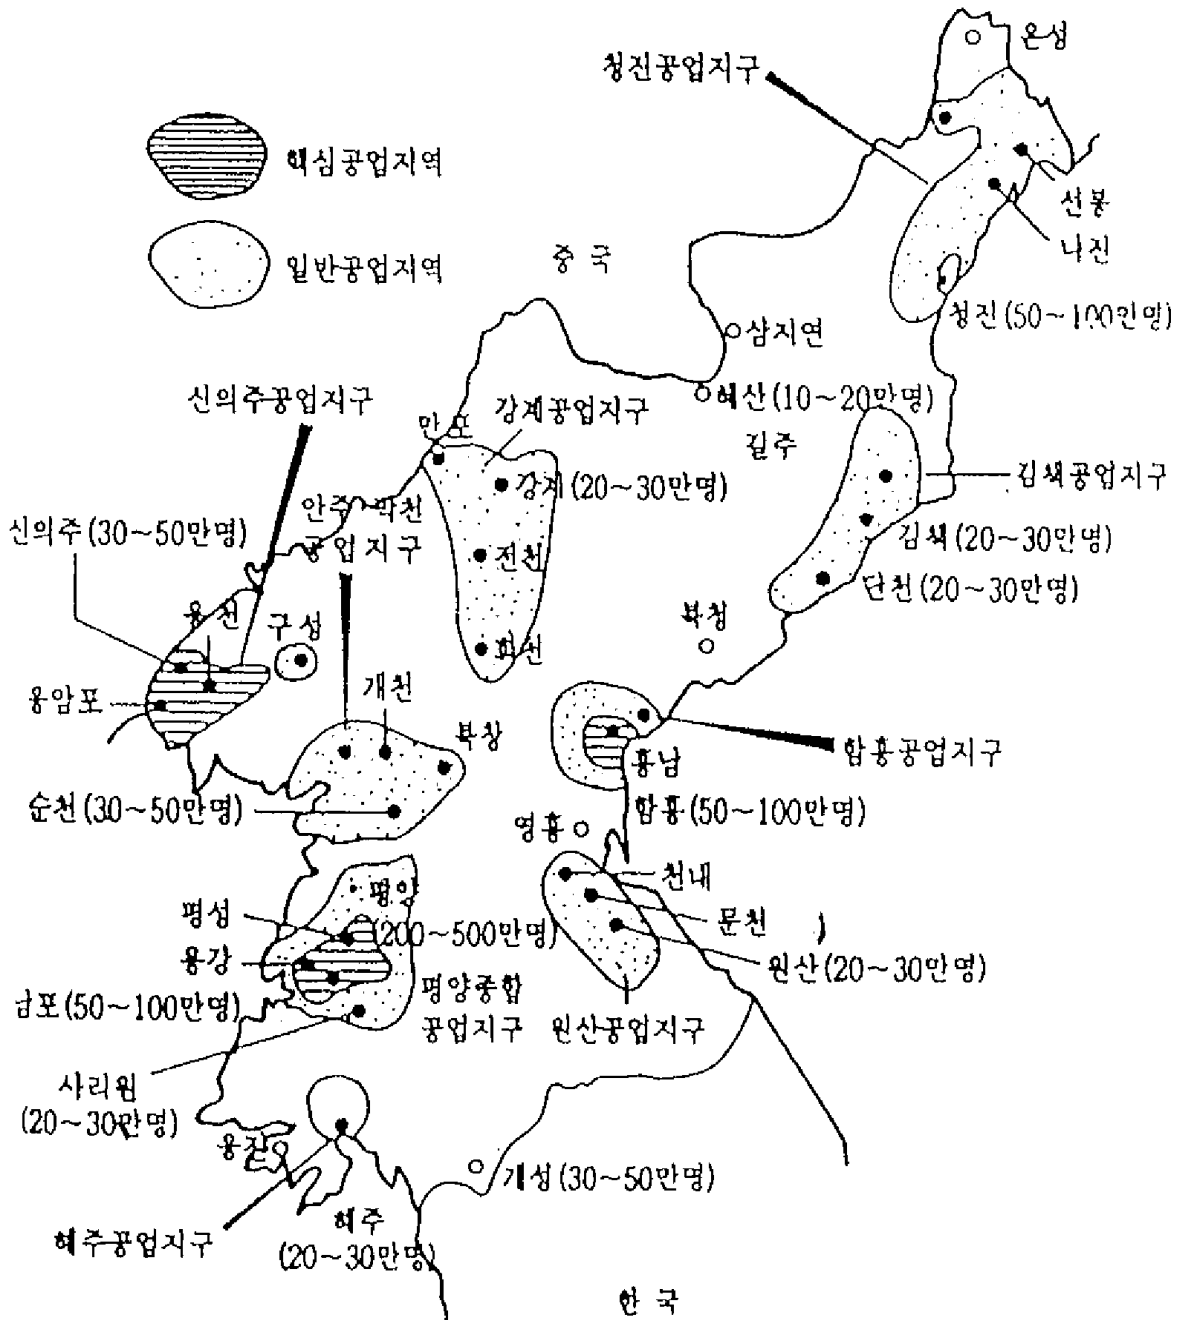 온성
청진공업지구
핵심공업지역
선봉
나진
중국
일반공업지역
청진(50~100만명)
삼지연
혜산(10~20만명)
신의주공업지구
강계공업지구
만포
길주
김책공업지구
강계(20~30만명)
안주 박천
공업지구
신의주(30~50만명)
김책(20~30만명)
전천
단천(20~30만명)
용천
구성
북청
희천
개천
용암포
북창
함흥공업지구
흥남
순천(30~50만명)
함흥(50~100만명)
영흥
천내
평양
(200~500만명)
평성
문천
용강
원산(20~30만명)
남포(50~100만명)
평양종합
공업지구
원산공업지구
사리원
(20~30만명)
옹진
개성(30~50만명)
해주
(20~30만명)
해주공업지구
한국